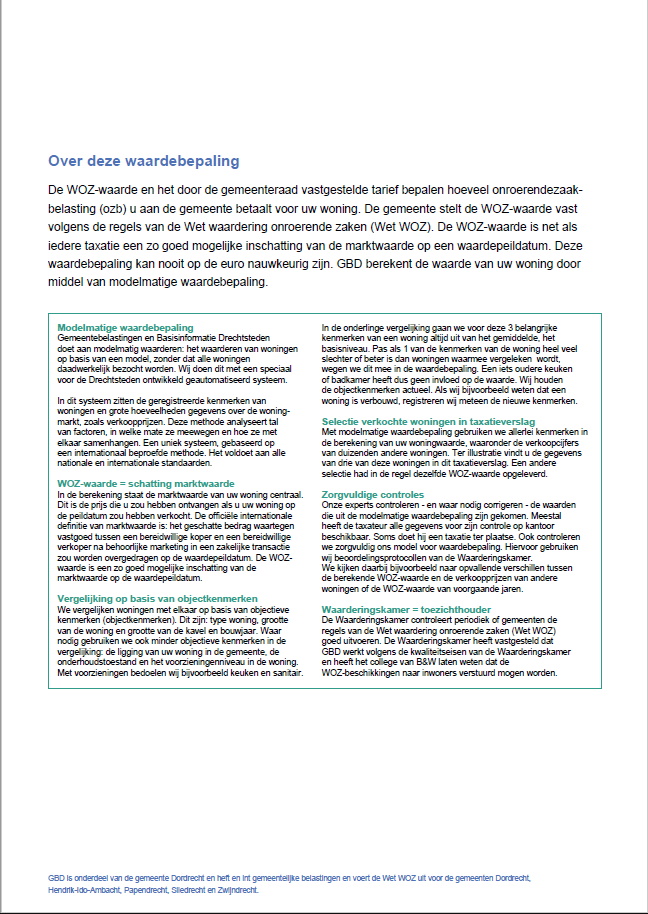 Over deze waardebepaling
De WOZ-waarde en het door de gemeenteraad vastgestelde tarief bepalen hoeveel onroerendezaak-
belasting (ozb) u aan de gemeente betaalt voor uw woning. De gemeente stelt de WOZ-waarde vast
volgens de regels van de Wet waardering onroerende zaken (Wet WOZ). De WOZ-waarde is net als
iedere taxatie een zo goed mogelijke inschatting van de marktwaarde op een waardepeildatum. Deze
waardebepaling kan nooit op de euro nauwkeurig zijn. GBD berekent de waarde van uw woning door
middel van modelmatige waardebepaling.
Modelmatige waardebepaling
Gemeentebelastingen en Basisinformatie Drechtsteden
doet aan modelmatig waarderen: het waarderen van woningen
op basis van een model, zonder dat alle woningen
daadwerkelijk bezocht worden. Wij doen dit met een speciaal
voor de Drechtsteden ontwikkeld geautomatiseerd systeem.
In dit systeem zitten de geregistreerde kenmerken van
woningen en grote hoeveelheden gegevens over de woning-
markt, zoals verkoopprijzen. Deze methode analyseert tal
van factoren, in welke mate ze meewegen en hoe ze met
elkaar samenhangen. Een uniek systeem, gebaseerd op
een internationaal beproefde methode. Het voldoet aan alle
nationale en internationale standaarden.
WOZ-waarde = schatting marktwaarde
In de berekening staat de marktwaarde van uw woning centraal.
Dit is de prijs die u zou hebben ontvangen als u uw woning op
de peildatum zou hebben verkocht. De officiële internationale
definitie van marktwaarde is: het geschatte bedrag waartegen
vastgoed tussen een bereidwillige koper en een bereidwillige
verkoper na behoorlijke marketing in een zakelijke transactie
zou worden overgedragen op de waardepeildatum. De WOZ-
waarde is een zo goed mogelijke inschatting van de
marktwaarde op de waardepeildatum.
Vergelijking op basis van objectkenmerken
We vergelijken woningen met elkaar op basis van objectieve
kenmerken (objectkenmerken). Dit zijn: type woning, grootte
van de woning en grootte van de kavel en bouwjaar. Waar
nodig gebruiken we ook minder objectieve kenmerken in de
vergelijking: de ligging van uw woning in de gemeente, de
onderhoudstoestand en het voorzieningenniveau in de woning.
Met voorzieningen bedoelen wij bijvoorbeeld keuken en sanitair.
In de onderlinge vergelijking gaan we voor deze 3 belangrijke
kenmerken van een woning altijd uit van het gemiddelde, het
basisniveau. Pas als 1 van de kenmerken van de woning heel veel
slechter of beter is dan woningen waarmee vergeleken wordt,
wegen we dit mee in de waardebepaling. Een iets oudere keuken
of badkamer heeft dus geen invloed op de waarde. Wij houden
de objectkenmerken actueel. Als wij bijvoorbeeld weten dat een
woning is verbouwd, registreren wij meteen de nieuwe kenmerken.
Selectie verkochte woningen in taxatieverslag
Met modelmatige waardebepaling gebruiken we allerlei kenmerken in
de berekening van uw woningwaarde, waaronder de verkoopcijfers
van duizenden andere woningen. Ter illustratie vindt u de gegevens
van drie van deze woningen in dit taxatieverslag. Een andere
selectie had in de regel dezelfde WOZ-waarde opgeleverd.
Zorgvuldige controles
Onze experts controleren - en waar nodig corrigeren - de waarden
die uit de modelmatige waardebepaling zijn gekomen. Meestal
heeft de taxateur alle gegevens voor zijn controle op kantoor
beschikbaar. Soms doet hij een taxatie ter plaatse. Ook controleren
we zorgvuldig ons model voor waardebepaling. Hiervoor gebruiken
wij beoordelingsprotocollen van de Waarderingskamer.
We kijken daarbij bijvoorbeeld naar opvallende verschillen tussen
de berekende WOZ-waarde en de verkoopprijzen van andere
woningen of de WOZ-waarde van voorgaande jaren.
Waarderingskamer = toezichthouder
De Waarderingskamer controleert periodiek of gemeenten de
regels van de Wet waardering onroerende zaken (Wet WOZ)
goed uitvoeren. De Waarderingskamer heeft vastgesteld dat
GBD werkt volgens de kwaliteitseisen van de Waarderingskamer
en heeft het college van B&W laten weten dat de
WOZ-beschikkingen naar inwoners verstuurd mogen worden.
GBD is onderdeel van de gemeente Dordrecht en heft en int gemeentelijke belastingen en voert de Wet WOZ uit voor de gemeenten Dordrecht,
Hendrik-Ido-Ambacht, Papendrecht, Sliedrecht en Zwijndrecht.